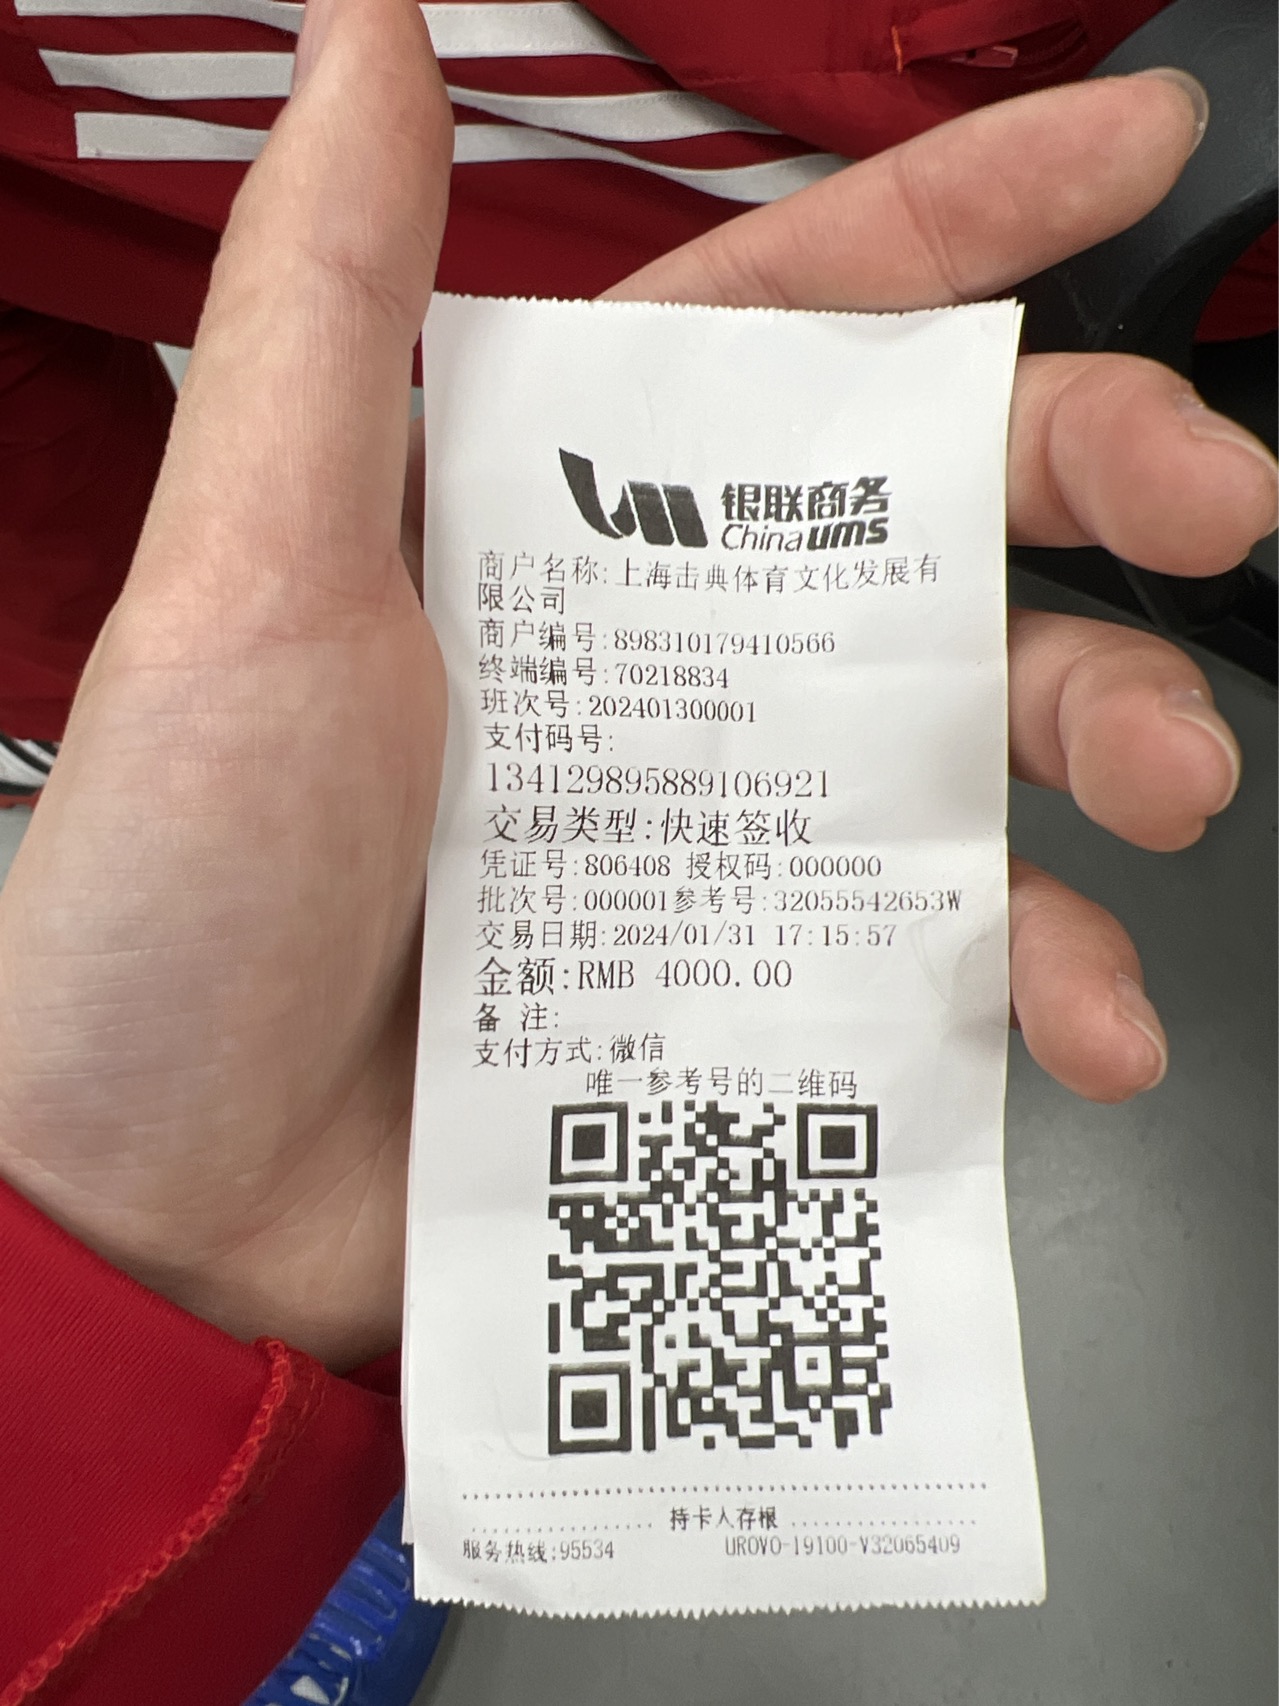 银联商务
China ums
商户名称:上海击典体育文化发展有
限公司
商户编号:898310179410566
终端编号:70218834
班次号:202401300001
支付码号:
134129895889106921
交易类型:快速签收
凭证号:806408 授权码:000000
批次号:000001参考号:32055542653W
交易日期:2024/01/31 17:15:57
金额:RMB 4000.00
备 注:
支付方式:微信
唯一参考号的二维码
持卡人存根
服务热线:95534 UROVO-19100-V32065409